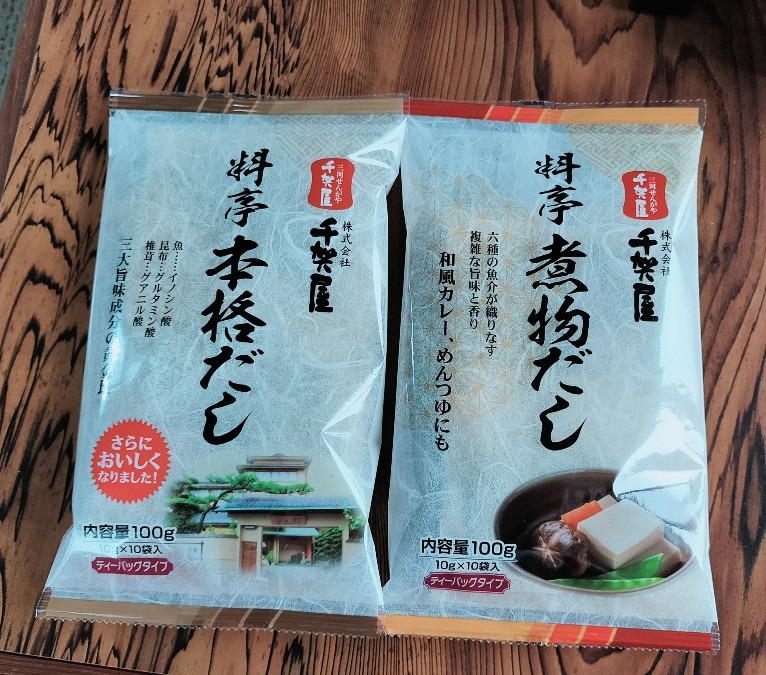 三河せんがや
千賀屋
株式会社
千賀屋
料亭
本格だし
魚……イノシン酸
昆布…グルタミン酸
椎茸…グアニル酸
三大旨味成分の
さらに
おいしく
なりました!
内容量100g
10g×10袋入
ティーバッグタイプ
三河せんがや
千賀屋
株式会社
千賀屋
料亭
煮物だし
六種の魚介が織りなす
複雑な旨味と香り
和風カレー、めんつゆにも
内容量100g
10g×10袋入
ティーバッグタイプ